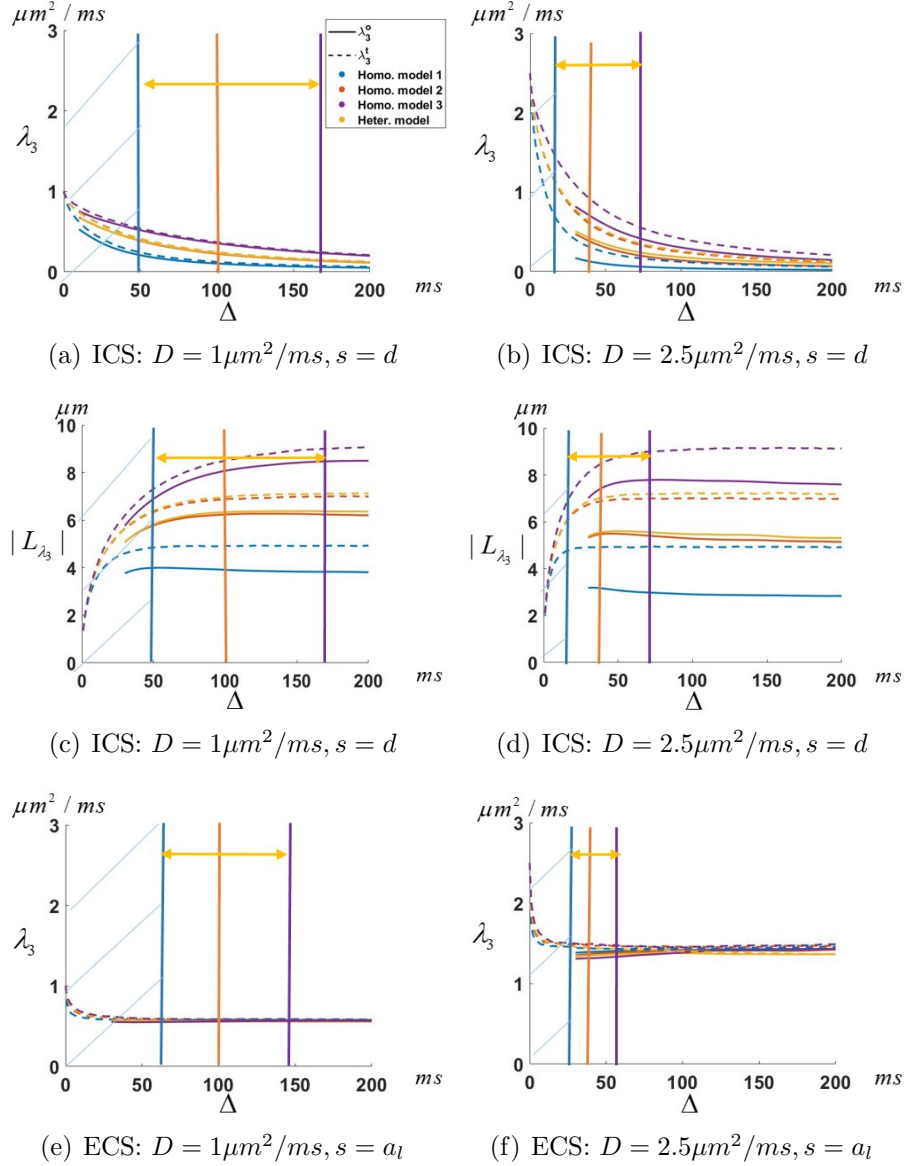 μm² / ms
3
2
λ₃
1
0
0 50 100 150 200 ms
Δ
λ₃ᵒ
λ₃ᵗ
Homo. model 1
Homo. model 2
Homo. model 3
Heter. model
(a) ICS: D = 1μm²/ms, s = d
μm² / ms
3
2
λ₃
1
0
0 50 100 150 200 ms
Δ
(b) ICS: D = 2.5μm²/ms, s = d
μm
10
8
6
| L_λ₃ |
4
2
0
0 50 100 150 200 ms
Δ
(c) ICS: D = 1μm²/ms, s = d
μm
10
8
6
| L_λ₃ |
4
2
0
0 50 100 150 200 ms
Δ
(d) ICS: D = 2.5μm²/ms, s = d
μm² / ms
3
2
λ₃
1
0
0 50 100 150 200 ms
Δ
(e) ECS: D = 1μm²/ms, s = aₗ
μm² / ms
3
2
λ₃
1
0
0 50 100 150 200 ms
Δ
(f) ECS: D = 2.5μm²/ms, s = aₗ